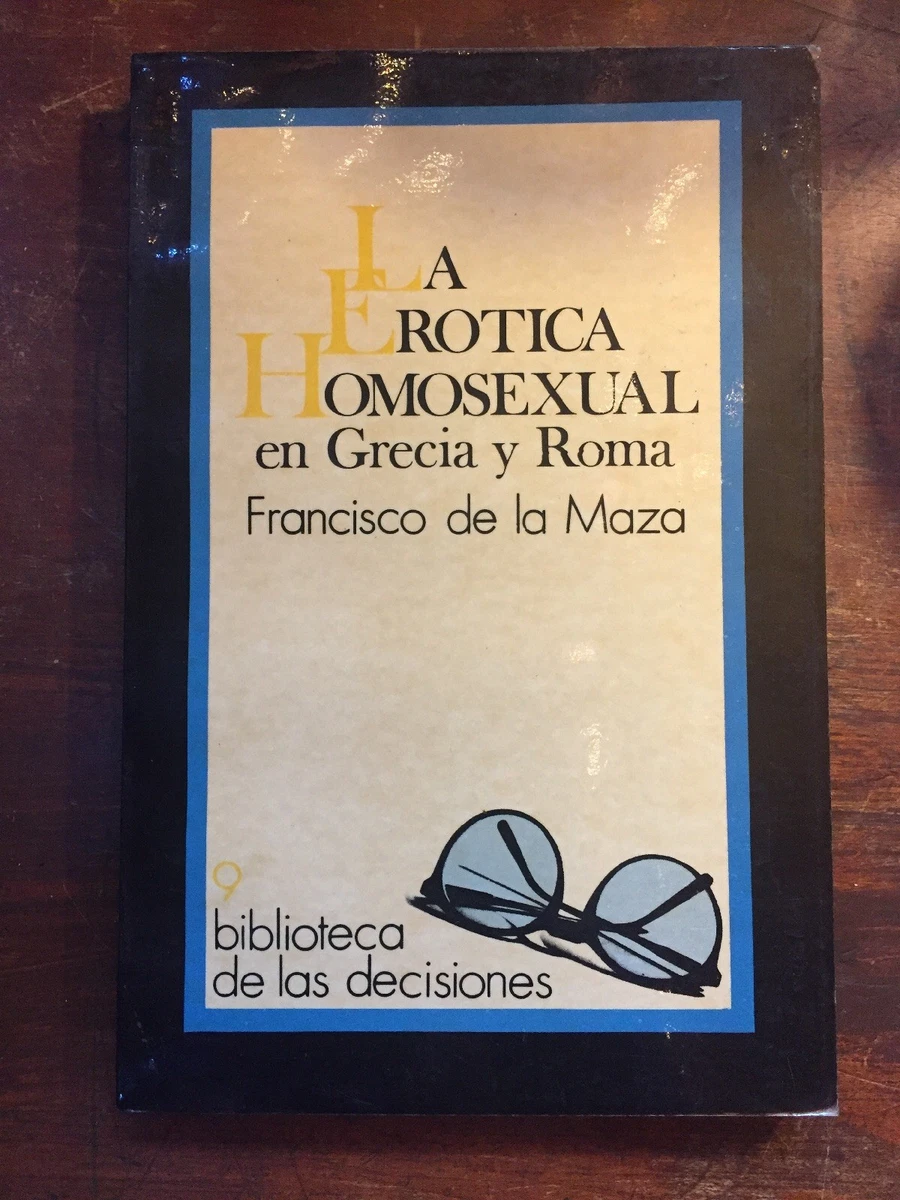 LA
EROTICA
HOMOSEXUAL
en Grecia y Roma
Francisco de la Maza
9
biblioteca
de las decisiones